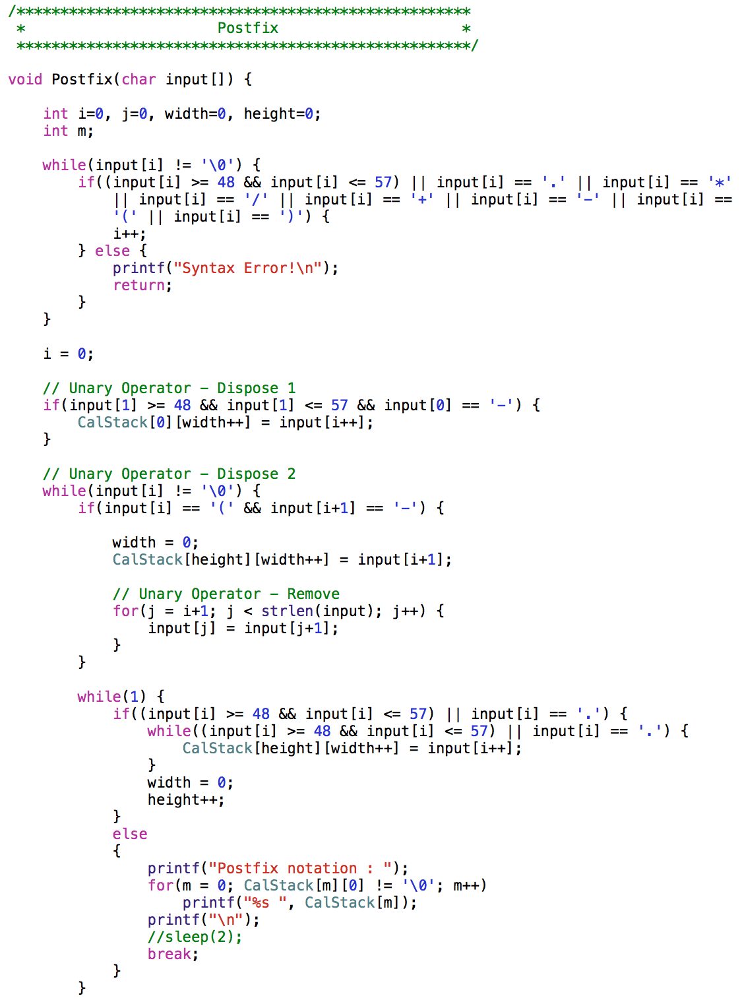 /****************************************************
 *                      Postfix                     *
 ****************************************************/
void Postfix(char input[]) {
    int i=0, j=0, width=0, height=0;
    int m;
    while(input[i] != '\0') {
        if((input[i] >= 48 && input[i] <= 57) || input[i] == '.' || input[i] == '*'
            || input[i] == '/' || input[i] == '+' || input[i] == '-' || input[i] ==
            '(' || input[i] == ')') {
            i++;
        } else {
            printf("Syntax Error!\n");
            return;
        }
    }
    i = 0;
    // Unary Operator - Dispose 1
    if(input[1] >= 48 && input[1] <= 57 && input[0] == '-') {
        CalStack[0][width++] = input[i++];
    }
    // Unary Operator - Dispose 2
    while(input[i] != '\0') {
        if(input[i] == '(' && input[i+1] == '-') {
            width = 0;
            CalStack[height][width++] = input[i+1];
            // Unary Operator - Remove
            for(j = i+1; j < strlen(input); j++) {
                input[j] = input[j+1];
            }
        }
        while(1) {
            if((input[i] >= 48 && input[i] <= 57) || input[i] == '.') {
                while((input[i] >= 48 && input[i] <= 57) || input[i] == '.') {
                    CalStack[height][width++] = input[i++];
                }
                width = 0;
                height++;
            }
            else
            {
                printf("Postfix notation : ");
                for(m = 0; CalStack[m][0] != '\0'; m++)
                    printf("%s ", CalStack[m]);
                printf("\n");
                //sleep(2);
                break;
            }
        }